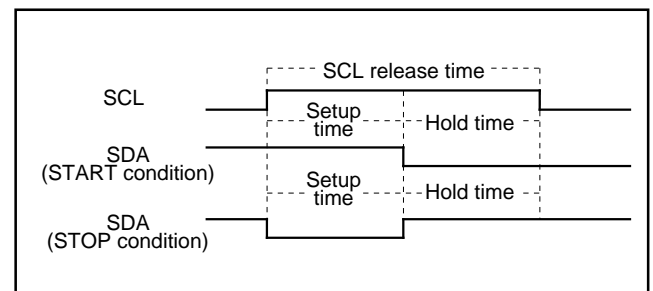 SCL release time
SCL
Setup
time
Hold time
SDA
(START condition)
Setup
time
Hold time
SDA
(STOP condition)